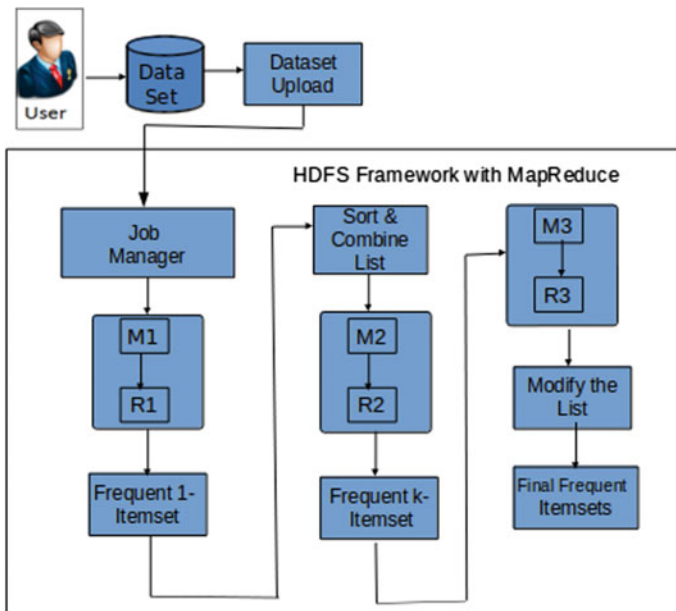 User
Data
Set
Dataset
Upload
HDFS Framework with MapReduce
Job
Manager
M1
R1
Frequent 1-
Itemset
Sort &
Combine
List
M2
R2
Frequent k-
Itemset
M3
R3
Modify the
List
Final Frequent
Itemsets